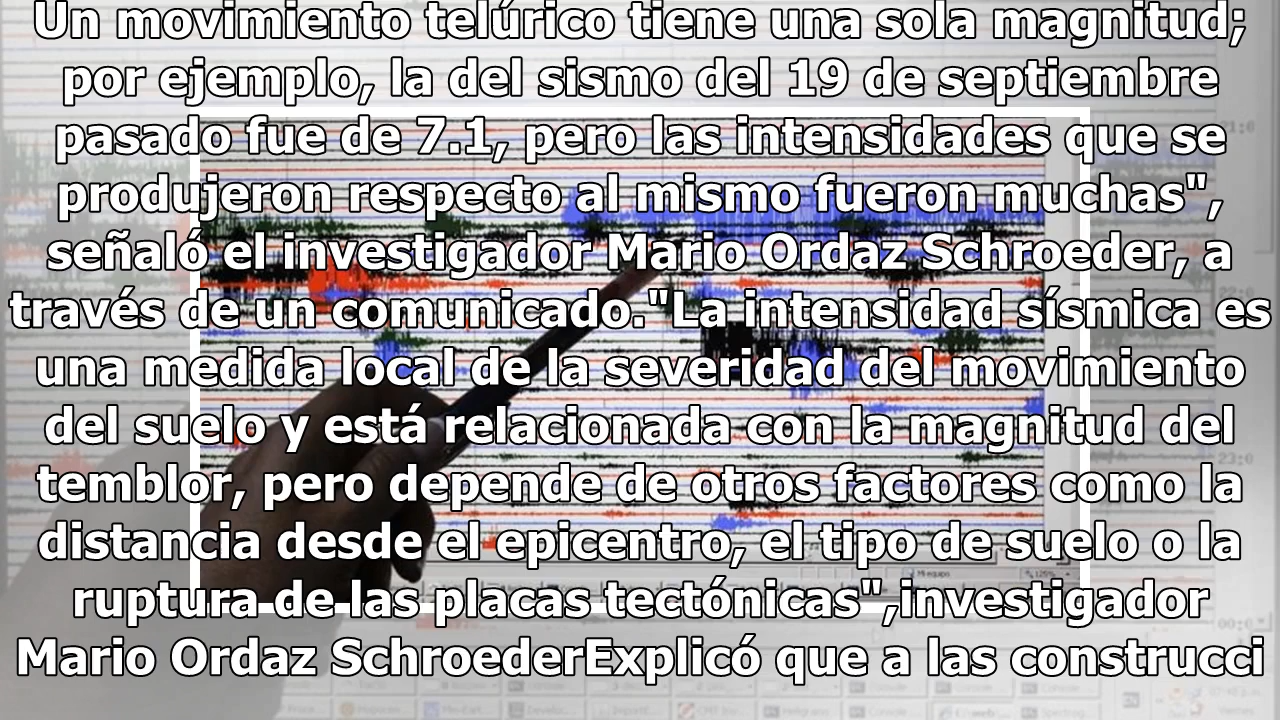 Un movimiento telúrico tiene una sola magnitud;
por ejemplo, la del sismo del 19 de septiembre
pasado fue de 7.1, pero las intensidades que se
produjeron respecto al mismo fueron muchas",
señaló el investigador Mario Ordaz Schroeder, a
través de un comunicado."La intensidad sísmica es
una medida local de la severidad del movimiento
del suelo y está relacionada con la magnitud del
temblor, pero depende de otros factores como la
distancia desde el epicentro, el tipo de suelo o la
ruptura de las placas tectónicas",investigador
Mario Ordaz SchroederExplicó que a las construcci